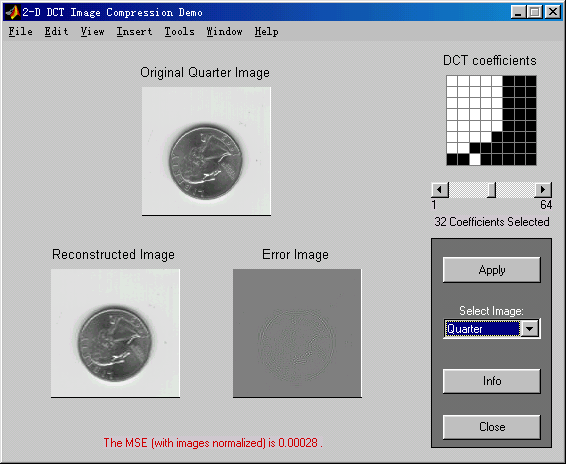 2-D DCT Image Compression Demo
File Edit View Insert Tools Window Help
Original Quarter Image
DCT coefficients
1 64
32 Coefficients Selected
Reconstructed Image
Error Image
Apply
Select Image:
Quarter
Info
Close
The MSE (with images normalized) is 0.00028 .